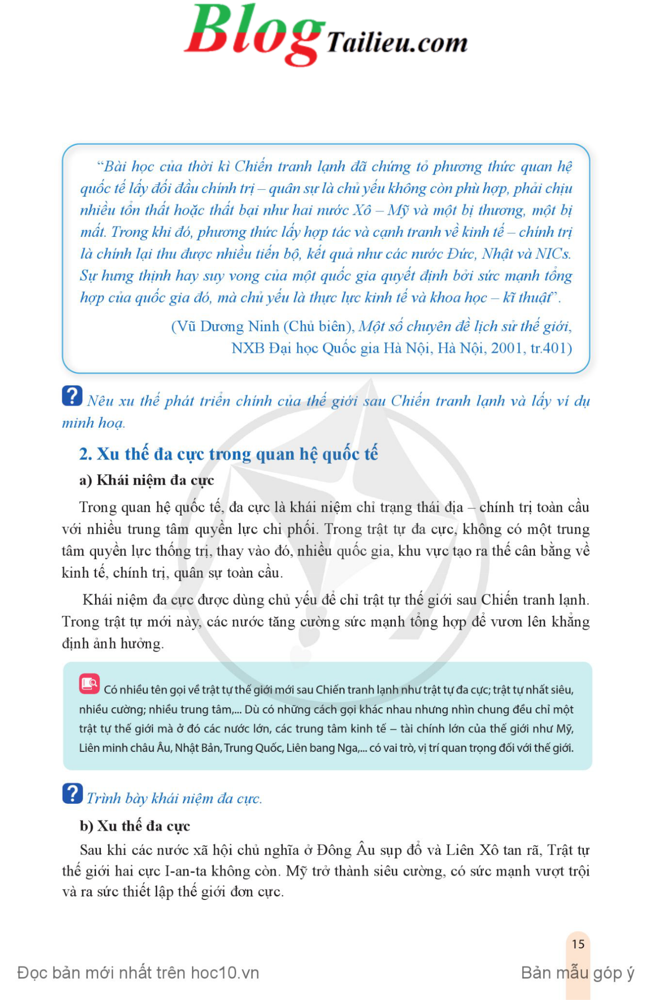 Blog Tailieu.com
“Bài học của thời kì Chiến tranh lạnh đã chứng tỏ phương thức quan hệ
quốc tế lấy đối đầu chính trị – quân sự là chủ yếu không còn phù hợp, phải chịu
nhiều tổn thất hoặc thất bại như hai nước Xô – Mỹ và một bị thương, một bị
mất. Trong khi đó, phương thức lấy hợp tác và cạnh tranh về kinh tế – chính trị
là chính lại thu được nhiều tiến bộ, kết quả như các nước Đức, Nhật và NICs.
Sự hưng thịnh hay suy vong của một quốc gia quyết định bởi sức mạnh tổng
hợp của quốc gia đó, mà chủ yếu là thực lực kinh tế và khoa học – kĩ thuật”.
(Vũ Dương Ninh (Chủ biên), Một số chuyên đề lịch sử thế giới,
NXB Đại học Quốc gia Hà Nội, Hà Nội, 2001, tr.401)
? Nêu xu thế phát triển chính của thế giới sau Chiến tranh lạnh và lấy ví dụ
minh hoạ.
2. Xu thế đa cực trong quan hệ quốc tế
a) Khái niệm đa cực
Trong quan hệ quốc tế, đa cực là khái niệm chỉ trạng thái địa – chính trị toàn cầu
với nhiều trung tâm quyền lực chi phối. Trong trật tự đa cực, không có một trung
tâm quyền lực thống trị, thay vào đó, nhiều quốc gia, khu vực tạo ra thế cân bằng về
kinh tế, chính trị, quân sự toàn cầu.
Khái niệm đa cực được dùng chủ yếu để chỉ trật tự thế giới sau Chiến tranh lạnh.
Trong trật tự mới này, các nước tăng cường sức mạnh tổng hợp để vươn lên khẳng
định ảnh hưởng.
Có nhiều tên gọi về trật tự thế giới mới sau Chiến tranh lạnh như trật tự đa cực; trật tự nhất siêu,
nhiều cường; nhiều trung tâm,... Dù có những cách gọi khác nhau nhưng nhìn chung đều chỉ một
trật tự thế giới mà ở đó các nước lớn, các trung tâm kinh tế – tài chính lớn của thế giới như Mỹ,
Liên minh châu Âu, Nhật Bản, Trung Quốc, Liên bang Nga,... có vai trò, vị trí quan trọng đối với thế giới.
? Trình bày khái niệm đa cực.
b) Xu thế đa cực
Sau khi các nước xã hội chủ nghĩa ở Đông Âu sụp đổ và Liên Xô tan rã, Trật tự
thế giới hai cực I-an-ta không còn. Mỹ trở thành siêu cường, có sức mạnh vượt trội
và ra sức thiết lập thế giới đơn cực.
15
Đọc bản mới nhất trên hoc10.vn
Bản mẫu góp ý